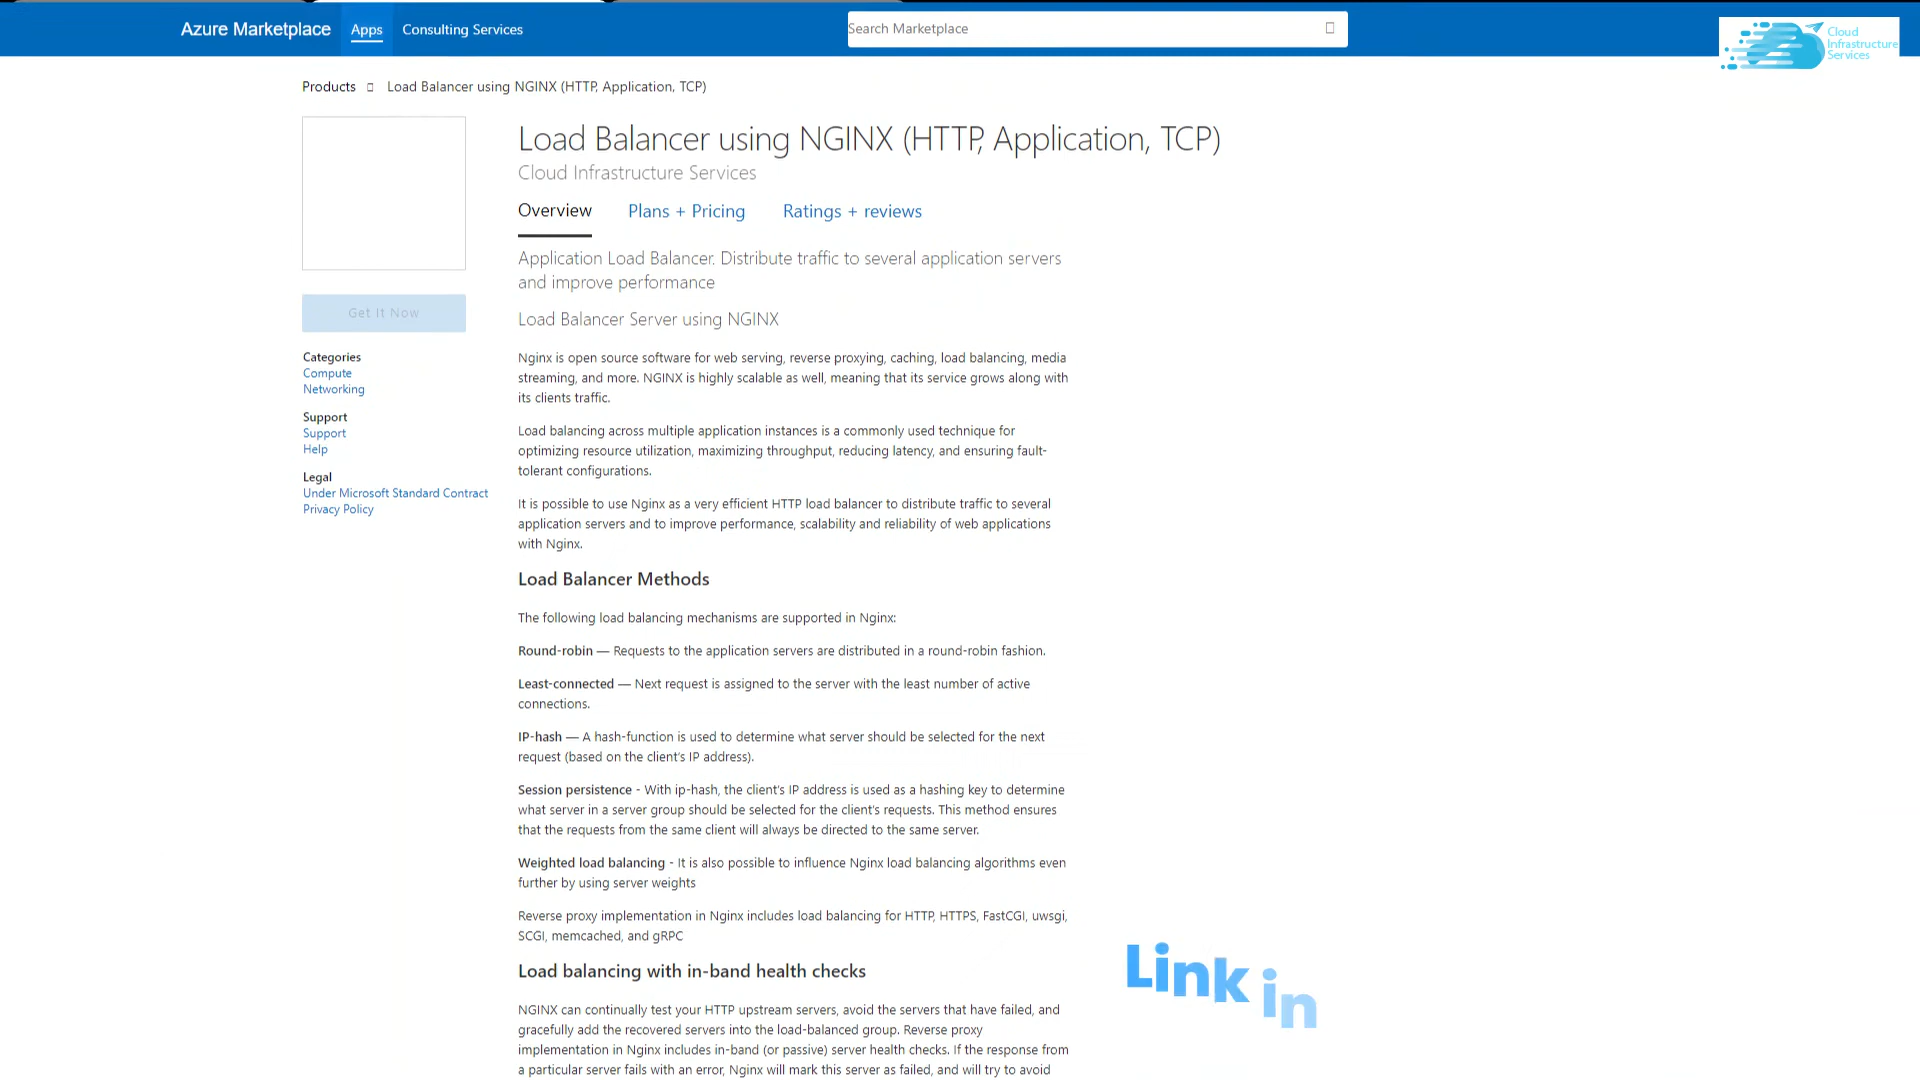 Azure Marketplace Apps Consulting Services Search Marketplace
Cloud
Infrastructure
Services
Products Load Balancer using NGINX (HTTP, Application, TCP)
Load Balancer using NGINX (HTTP, Application, TCP)
Cloud Infrastructure Services
Overview Plans + Pricing Ratings + reviews
Application Load Balancer. Distribute traffic to several application servers
and improve performance
Get It Now
Categories
Compute
Networking
Support
Support
Help
Legal
Under Microsoft Standard Contract
Privacy Policy
Load Balancer Server using NGINX
Nginx is open source software for web serving, reverse proxying, caching, load balancing, media
streaming, and more. NGINX is highly scalable as well, meaning that its service grows along with
its clients traffic.
Load balancing across multiple application instances is a commonly used technique for
optimizing resource utilization, maximizing throughput, reducing latency, and ensuring fault-
tolerant configurations.
It is possible to use Nginx as a very efficient HTTP load balancer to distribute traffic to several
application servers and to improve performance, scalability and reliability of web applications
with Nginx.
Load Balancer Methods
The following load balancing mechanisms are supported in Nginx:
Round-robin — Requests to the application servers are distributed in a round-robin fashion.
Least-connected — Next request is assigned to the server with the least number of active
connections.
IP-hash — A hash-function is used to determine what server should be selected for the next
request (based on the client's IP address).
Session persistence - With ip-hash, the client's IP address is used as a hashing key to determine
what server in a server group should be selected for the client's requests. This method ensures
that the requests from the same client will always be directed to the same server.
Weighted load balancing - It is also possible to influence Nginx load balancing algorithms even
further by using server weights
Reverse proxy implementation in Nginx includes load balancing for HTTP, HTTPS, FastCGI, uwsgi,
SCGI, memcached, and gRPC
Load balancing with in-band health checks
NGINX can continually test your HTTP upstream servers, avoid the servers that have failed, and
gracefully add the recovered servers into the load-balanced group. Reverse proxy
implementation in Nginx includes in-band (or passive) server health checks. If the response from
a particular server fails with an error, Nginx will mark this server as failed, and will try to avoid
Link in